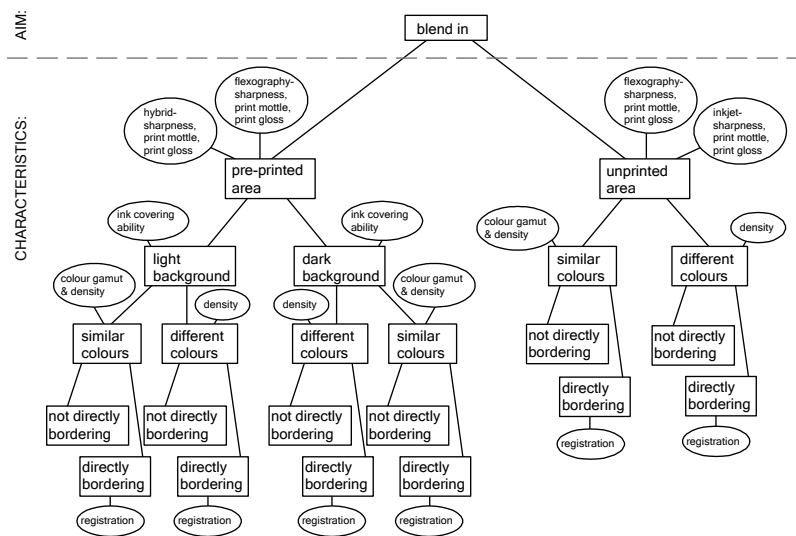 AIM:
blend in
CHARACTERISTICS:
flexography-
sharpness,
print mottle,
print gloss
hybrid-
sharpness,
print mottle,
print gloss
flexography-
sharpness,
print mottle,
print gloss
inkjet-
sharpness,
print mottle,
print gloss
pre-printed
area
unprinted
area
ink covering
ability
ink covering
ability
colour gamut
& density
density
light
background
dark
background
similar
colours
different
colours
colour gamut
& density
density
density
colour gamut
& density
similar
colours
different
colours
different
colours
similar
colours
not directly
bordering
not directly
bordering
directly
bordering
directly
bordering
not directly
bordering
not directly
bordering
not directly
bordering
not directly
bordering
registration
registration
directly
bordering
directly
bordering
directly
bordering
directly
bordering
registration
registration
registration
registration